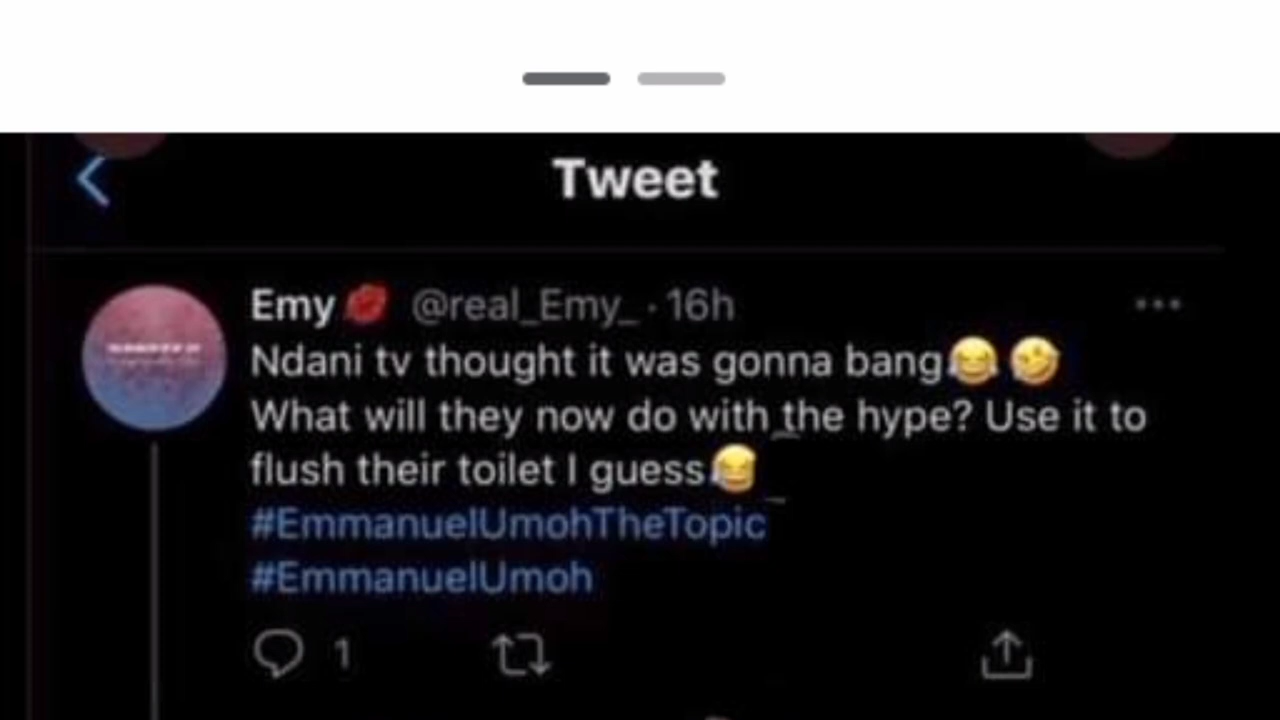 Tweet
Emy💋 @real_Emy_ · 16h
Ndani tv thought it was gonna bang😂🤣
What will they now do with the hype? Use it to
flush their toilet I guess😂
#EmmanuelUmohTheTopic
#EmmanuelUmoh
1